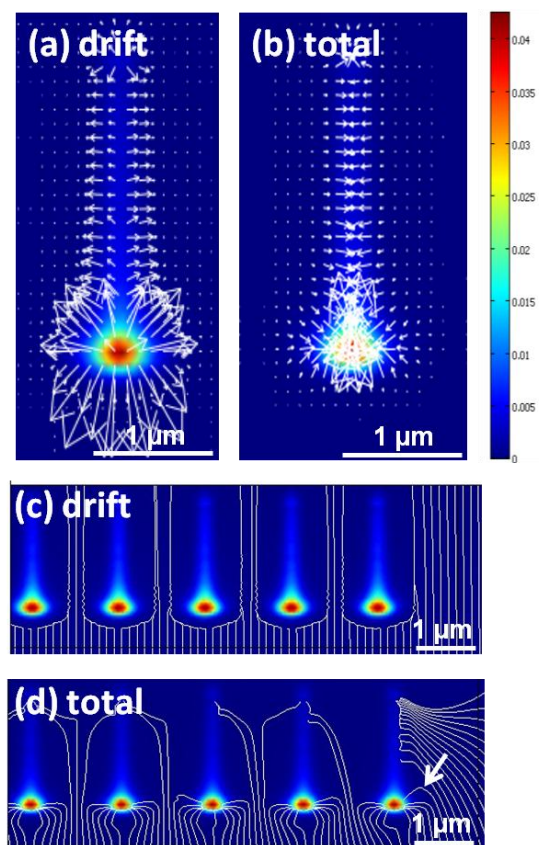 (a) drift
(b) total
0.04
0.035
0.03
0.025
0.02
0.015
0.01
0.005
0
1 µm
1 µm
(c) drift
1 µm
(d) total
1 µm